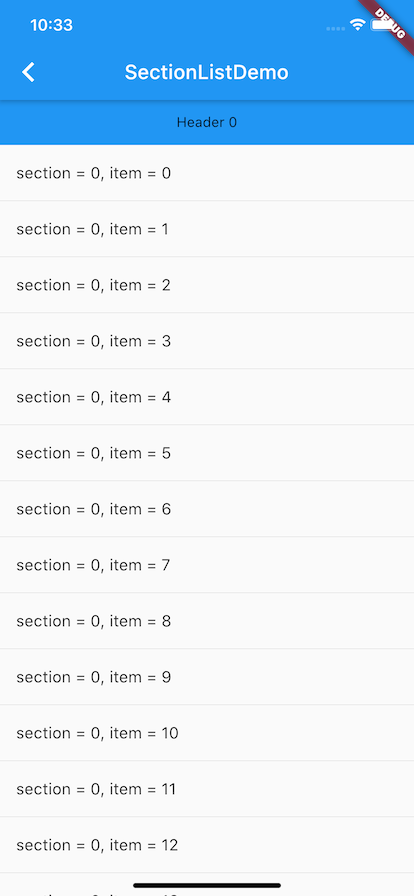 10:33
DEBUG
SectionListDemo
Header 0
section = 0, item = 0
section = 0, item = 1
section = 0, item = 2
section = 0, item = 3
section = 0, item = 4
section = 0, item = 5
section = 0, item = 6
section = 0, item = 7
section = 0, item = 8
section = 0, item = 9
section = 0, item = 10
section = 0, item = 11
section = 0, item = 12